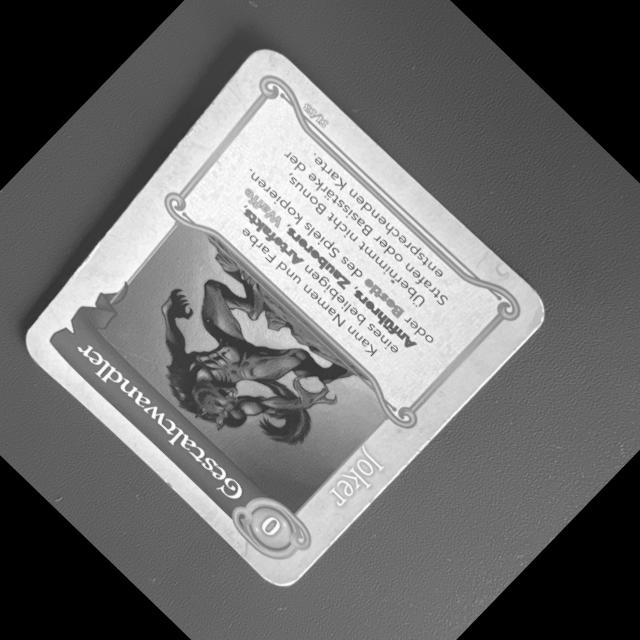 0
Gestaltwandler
Joker
Kann Namen und Farbe
eines beliebigen Artefakts,
Anführers, Zauberers, Waffe
oder Bestie des Spiels kopieren.
Übernimmt nicht Bonus,
Strafen oder Basisstärke der
entsprechenden Karte.